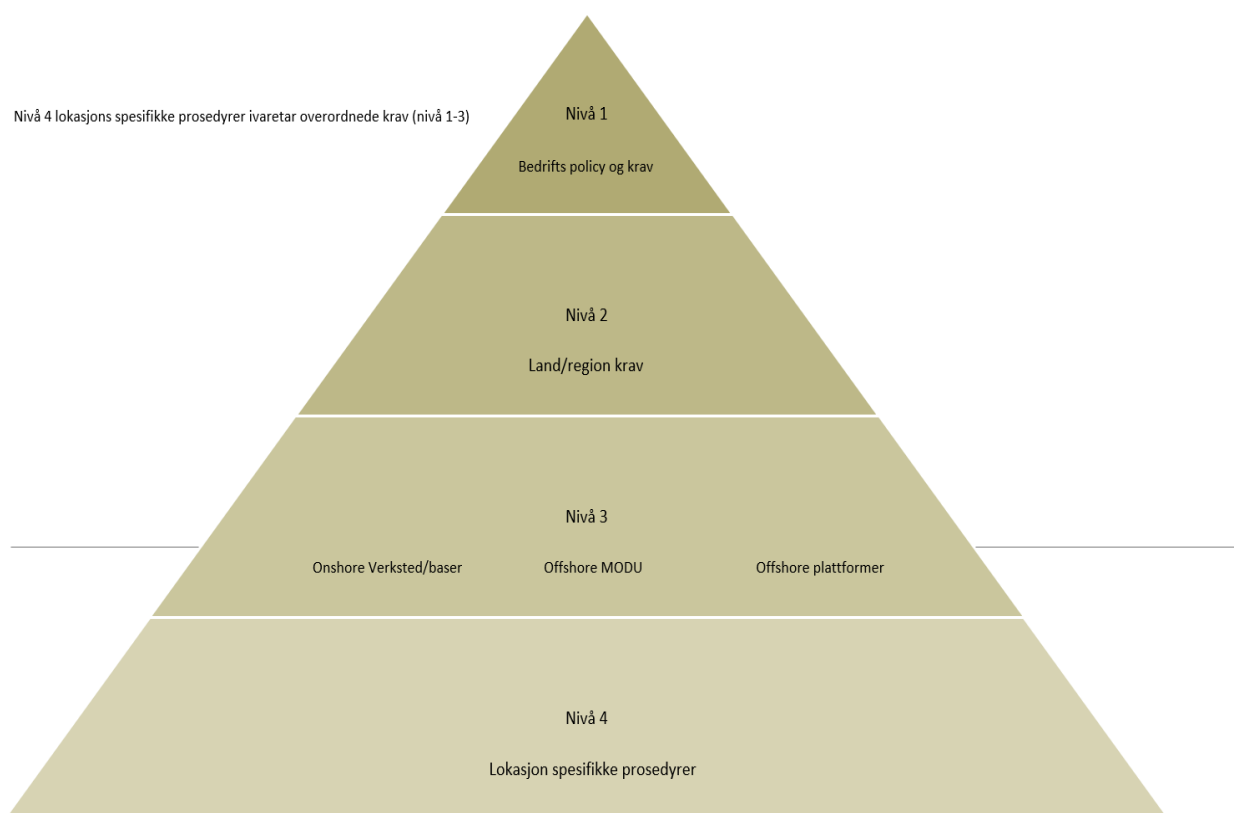 Nivå 4 lokasjons spesifikke prosedyrer ivaretar overordnede krav (nivå 1-3)
Nivå 1
Bedrifts policy og krav
Nivå 2
Land/region krav
Nivå 3
Onshore Verksted/baser
Offshore MODU
Offshore plattformer
Nivå 4
Lokasjon spesifikke prosedyrer